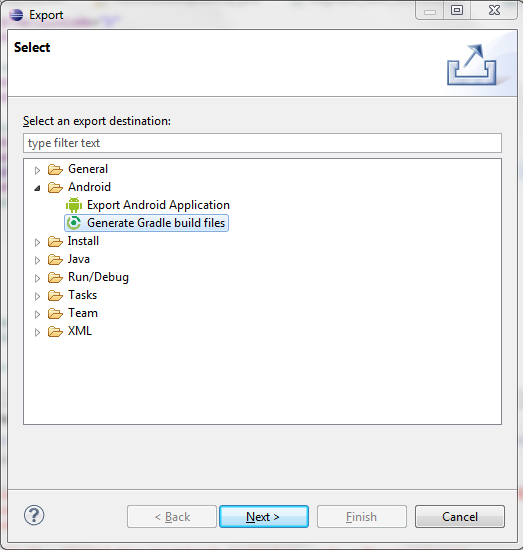 Export
Select
Select an export destination:
type filter text
General
Android
Export Android Application
Generate Gradle build files
Install
Java
Run/Debug
Tasks
Team
XML
?
< Back
Next >
Finish
Cancel